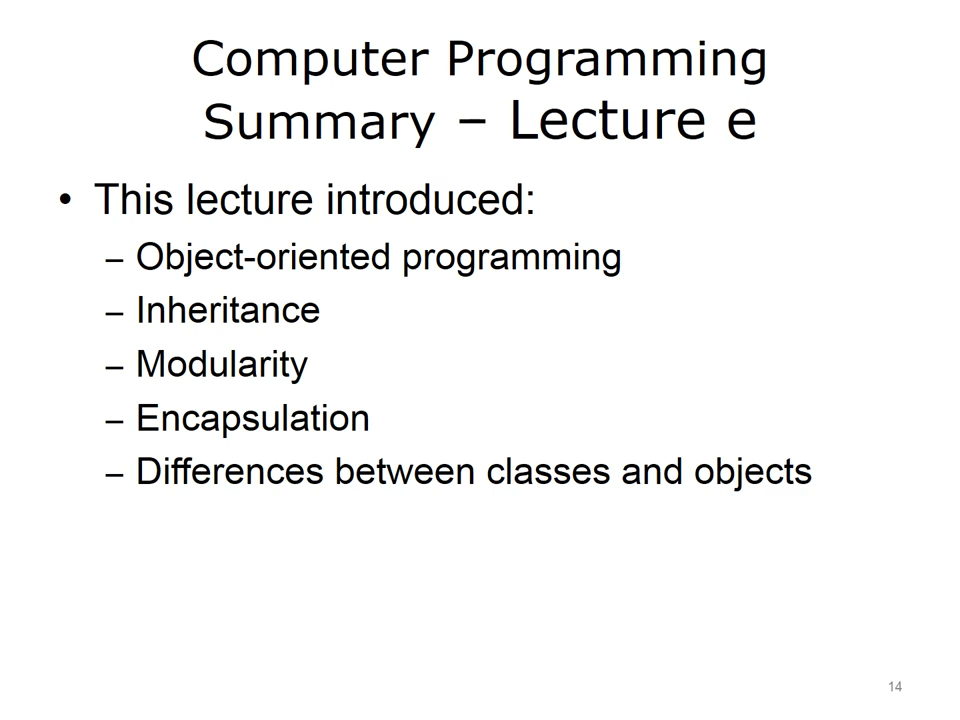 Computer Programming
Summary – Lecture e
• This lecture introduced:
– Object-oriented programming
– Inheritance
– Modularity
– Encapsulation
– Differences between classes and objects
14